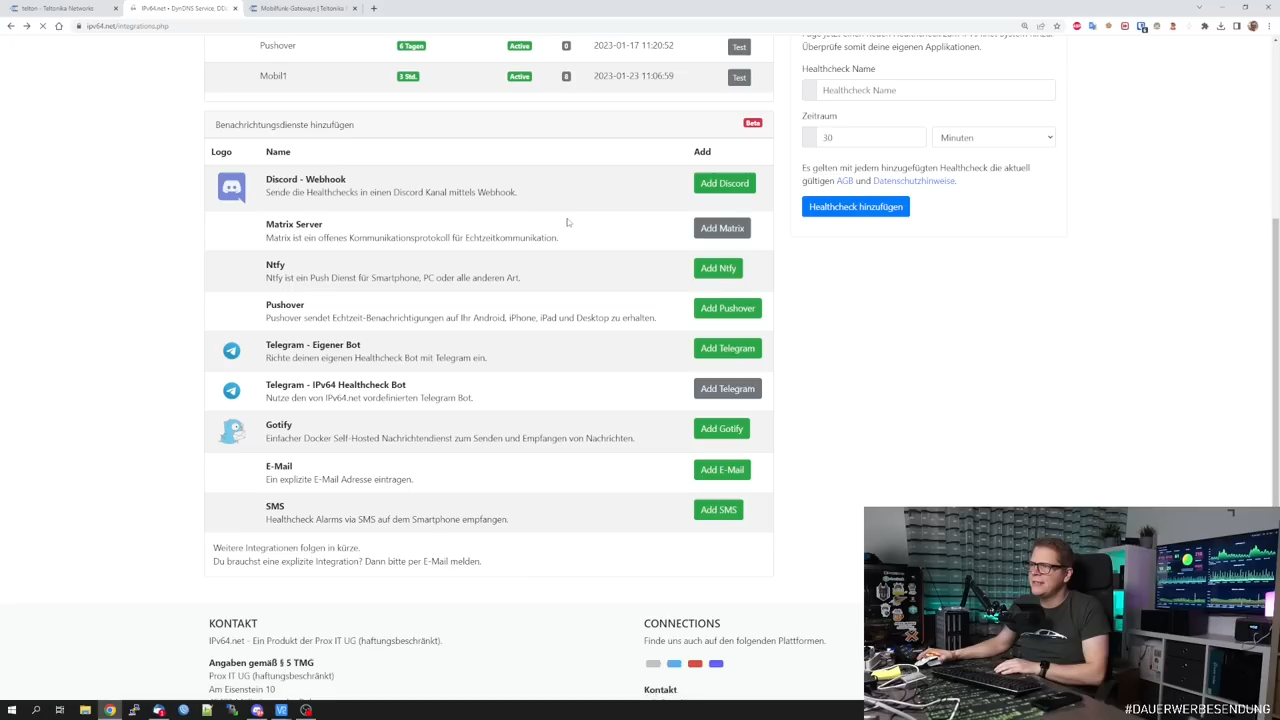 telton - Teltonika Networks
IPv64.net • DynDNS Service, DDI
Mobilfunk-Gateways | Teltoniks
ipv64.net/integrations.php
Pushover 6 Tagen Active 0 2023-01-17 11:20:52 Test
Mobil1 3 Std. Active 8 2023-01-23 11:06:59 Test
Benachrichtungsdienste hinzufügen Beta
Logo Name Add
Discord - Webhook
Sende die Healthchecks in einen Discord Kanal mittels Webhook.
Add Discord
Matrix Server
Matrix ist ein offenes Kommunikationsprotokoll für Echtzeitkommunikation.
Add Matrix
Ntfy
Ntfy ist ein Push Dienst für Smartphone, PC oder alle anderen Art.
Add Ntfy
Pushover
Pushover sendet Echtzeit-Benachrichtigungen auf Ihr Android, iPhone, iPad und Desktop zu erhalten.
Add Pushover
Telegram - Eigener Bot
Richte deinen eigenen Healthcheck Bot mit Telegram ein.
Add Telegram
Telegram - IPv64 Healthcheck Bot
Nutze den von IPv64.net vordefinierten Telegram Bot.
Add Telegram
Gotify
Einfacher Docker Self-Hosted Nachrichtendienst zum Senden und Empfangen von Nachrichten.
Add Gotify
E-Mail
Ein explizite E-Mail Adresse eintragen.
Add E-Mail
SMS
Healthcheck Alarms via SMS auf dem Smartphone empfangen.
Add SMS
Weitere Integrationen folgen in kürze.
Du brauchst eine explizite Integration? Dann bitte per E-Mail melden.
Überprüfe somit deine eigenen Applikationen.
Healthcheck Name
Healthcheck Name
Zeitraum
30 Minuten
Es gelten mit jedem hinzugefügten Healthcheck die aktuell
gültigen AGB und Datenschutzhinweise.
Healthcheck hinzufügen
KONTAKT
IPv64.net - Ein Produkt der Prox IT UG (haftungsbeschränkt).
Angaben gemäß § 5 TMG
Prox IT UG (haftungsbeschränkt)
Am Eisenstein 10
CONNECTIONS
Finde uns auch auf den folgenden Plattformen.
Kontakt
#DAUERWERBESENDUNG